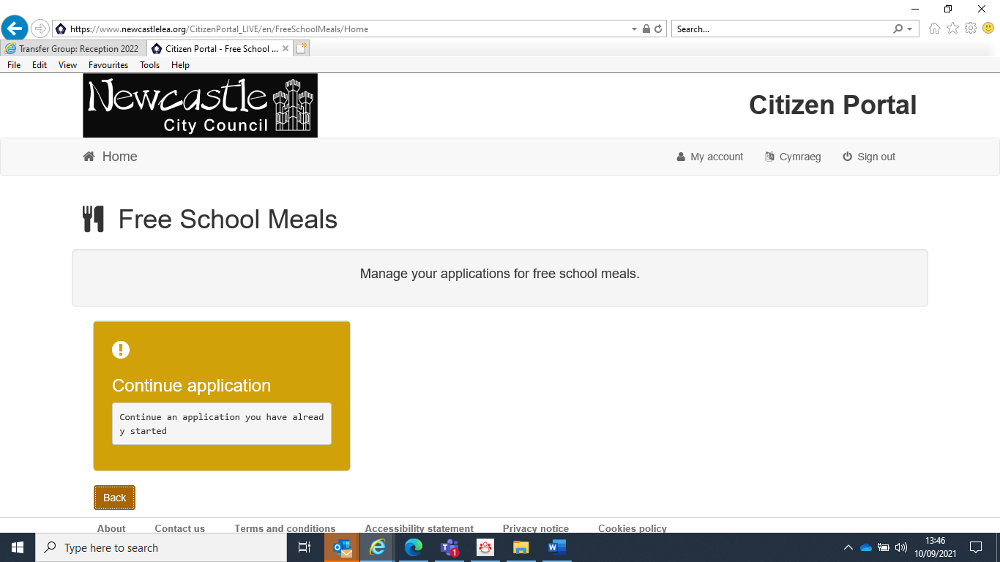 https://www.newcastlelea.org/CitizenPortal_LIVE/en/FreeSchoolMeals/Home
Search...
Transfer Group: Reception 2022
Citizen Portal - Free School ...
File Edit View Favourites Tools Help
Newcastle
City Council
Citizen Portal
Home
My account
Cymraeg
Sign out
Free School Meals
Manage your applications for free school meals.
Continue application
Continue an application you have alread
y started
Back
About Contact us Terms and conditions Accessibility statement Privacy notice Cookies policy
Type here to search
1
13:46
10/09/2021